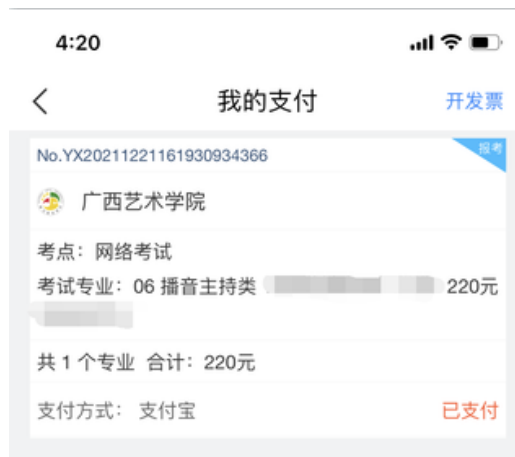 4:20
我的支付
开发票
No.YX20211221161930934366
报考
广西艺术学院
考点：网络考试
考试专业：06 播音主持类 220元
共 1 个专业 合计：220元
支付方式： 支付宝
已支付